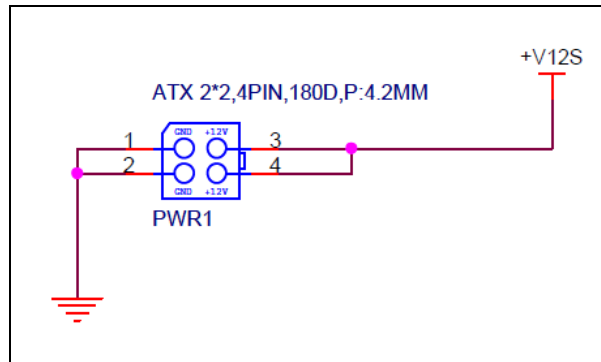 +V12S
ATX 2*2,4PIN,180D,P:4.2MM
1 GND +12V 3
2 GND +12V 4
PWR1